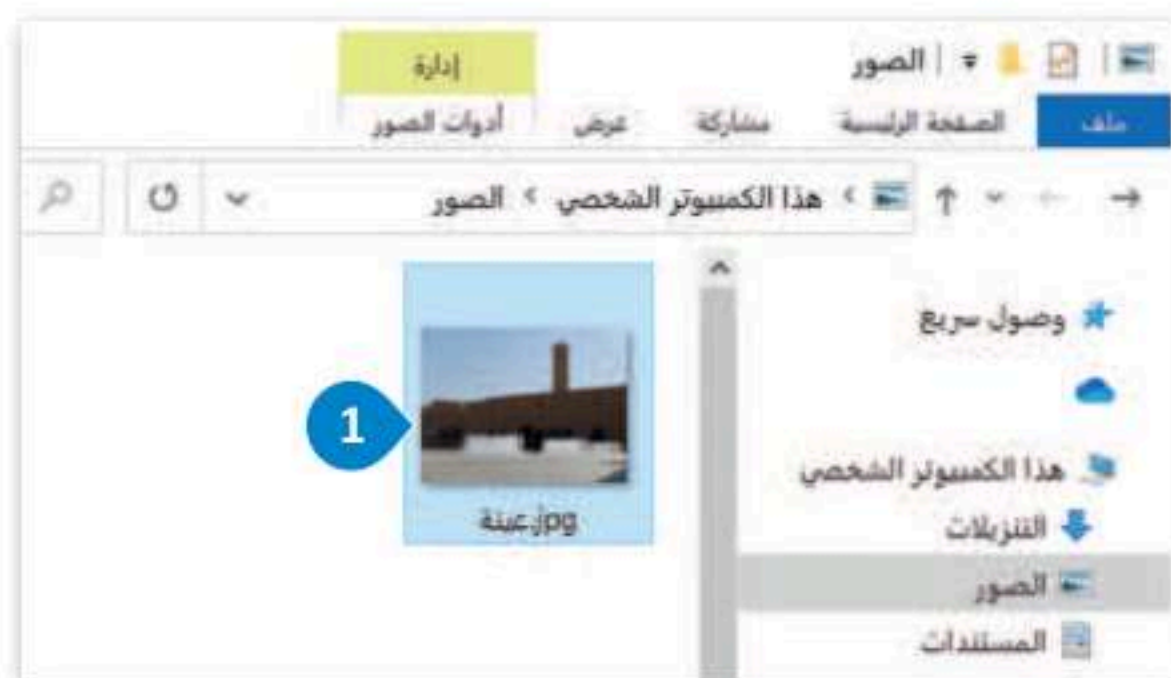 الصور
إدارة
ملف الصفحة الرئيسية مشاركة عرض أدوات الصور
هذا الكمبيوتر الشخصي > الصور
وصول سريع
هذا الكمبيوتر الشخصي
التنزيلات
الصور
المستندات
1
عينة.jpg